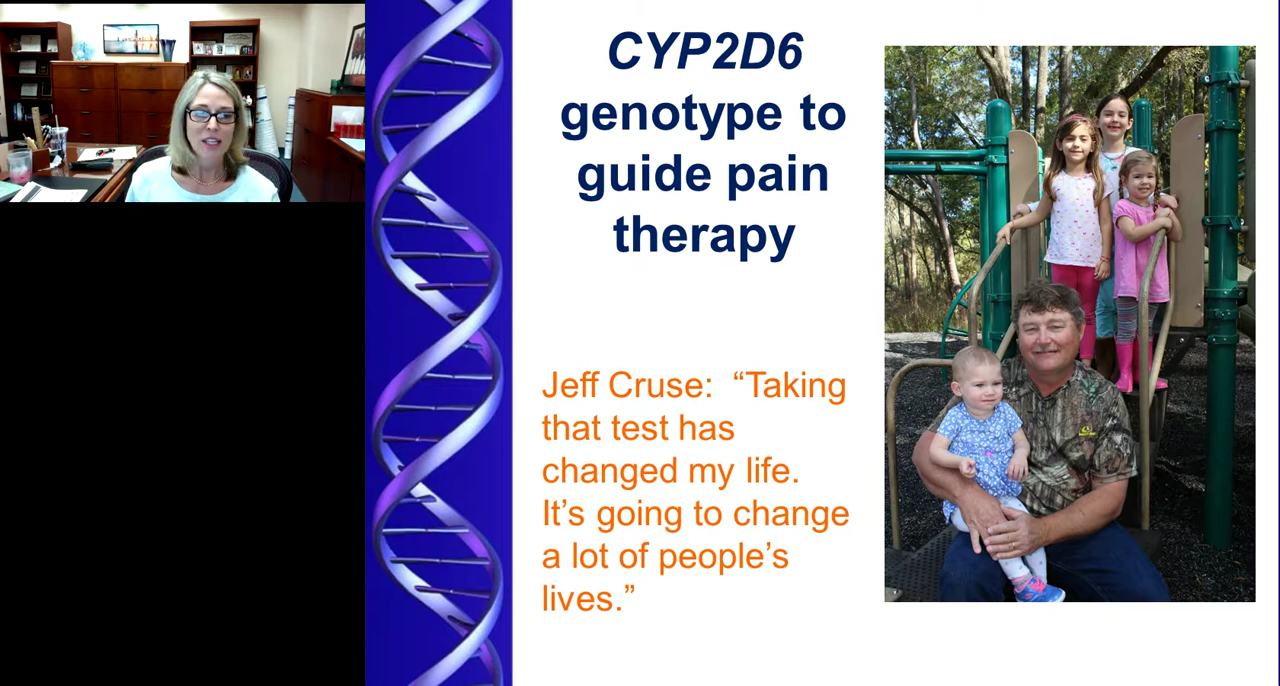 CYP2D6
genotype to
guide pain
therapy
Jeff Cruse:  “Taking
that test has
changed my life.
It’s going to change
a lot of people’s
lives.”